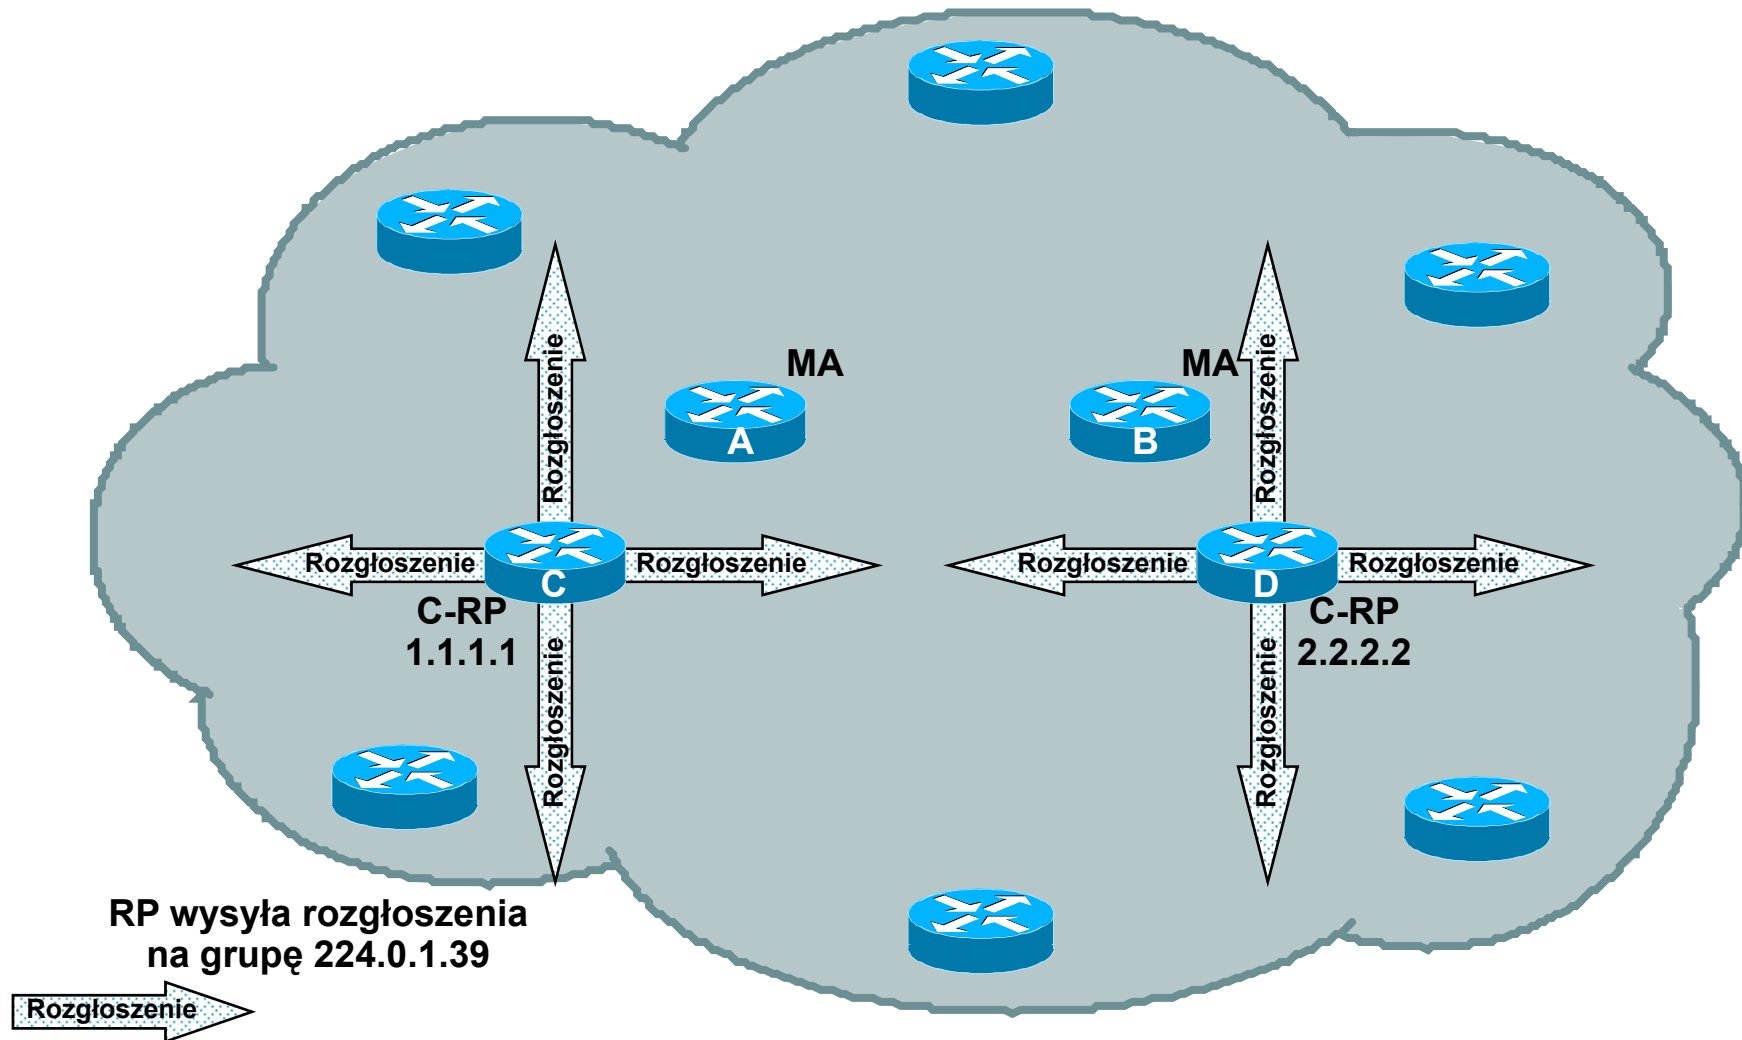 MA
MA
A
B
Rozgłoszenie
Rozgłoszenie
Rozgłoszenie
Rozgłoszenie
Rozgłoszenie
Rozgłoszenie
C
D
C-RP
1.1.1.1
C-RP
2.2.2.2
Rozgłoszenie
Rozgłoszenie
RP wysyła rozgłoszenia
na grupę 224.0.1.39
Rozgłoszenie